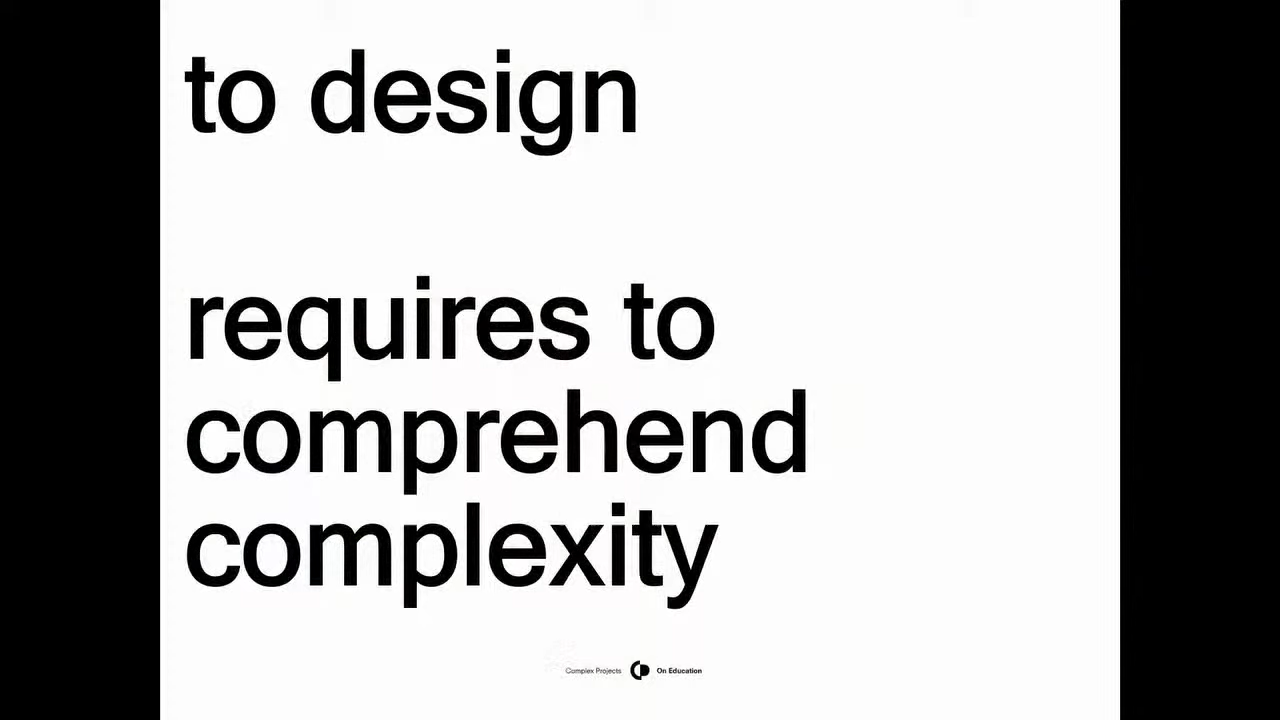 to design
requires to
comprehend
complexity
Complex Projects On Education